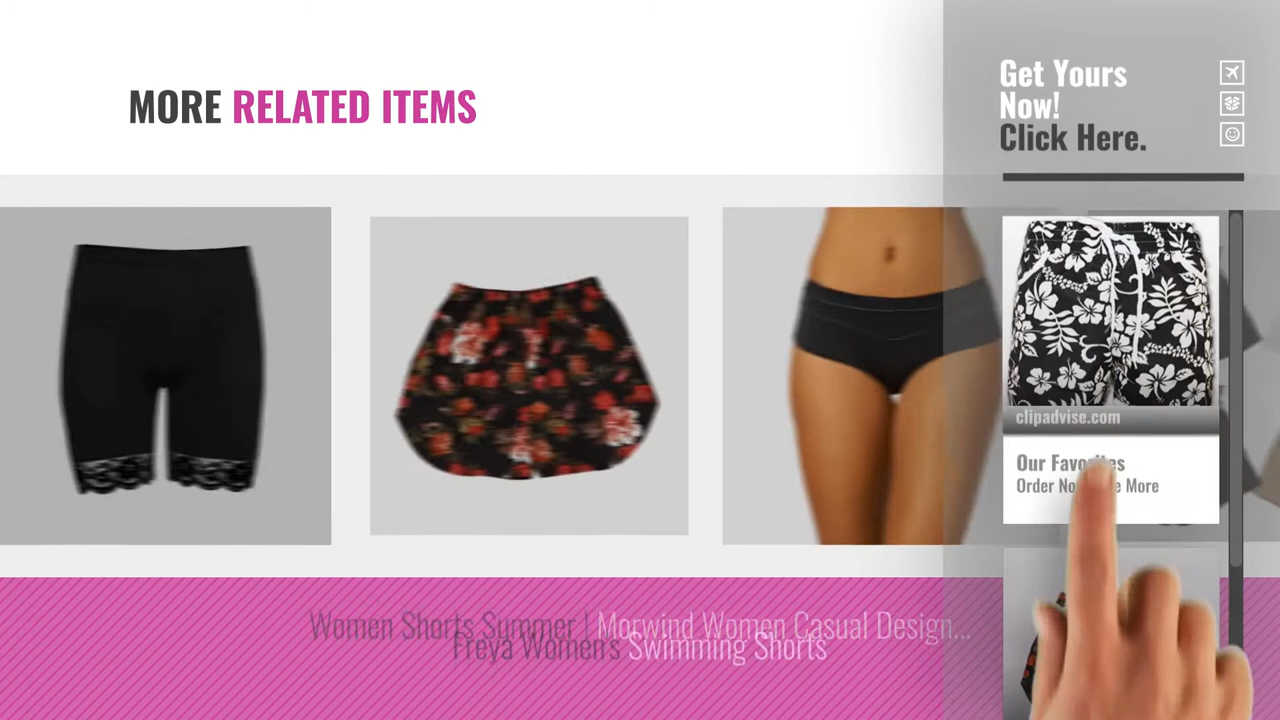 MORE RELATED ITEMS
Get Yours
Now!
Click Here.
clipadvise.com
Our Favorites
Order No More
Women Shorts Summer | Morwind Women Casual Design...
Freya Women's Swimming Shorts